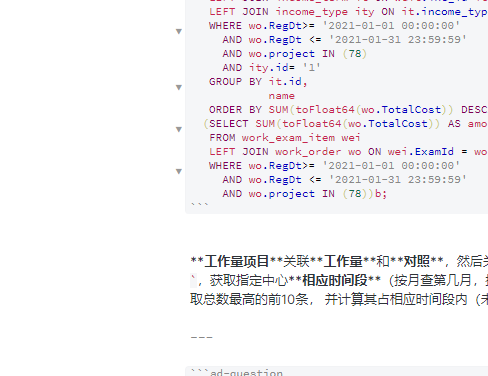 LEFT JOIN income_type ity ON it.income_typ
WHERE wo.RegDt>= '2021-01-01 00:00:00'
AND wo.RegDt <= '2021-01-31 23:59:59'
AND wo.project IN (78)
AND ity.id= '1'
GROUP BY it.id,
name
ORDER BY SUM(toFloat64(wo.TotalCost)) DESC
(SELECT SUM(toFloat64(wo.TotalCost)) AS amo
FROM work_exam_item wei
LEFT JOIN work_order wo ON wei.ExamId = wo
WHERE wo.RegDt>= '2021-01-01 00:00:00'
AND wo.RegDt <= '2021-01-31 23:59:59'
AND wo.project IN (78))b;
```
**工作量项目**关联**工作量**和**对照**，然后关
`，获取指定中心**相应时间段**（按月查第几月，按
取总数最高的前10条， 并计算其占相应时间段内（未
---
```ad-question